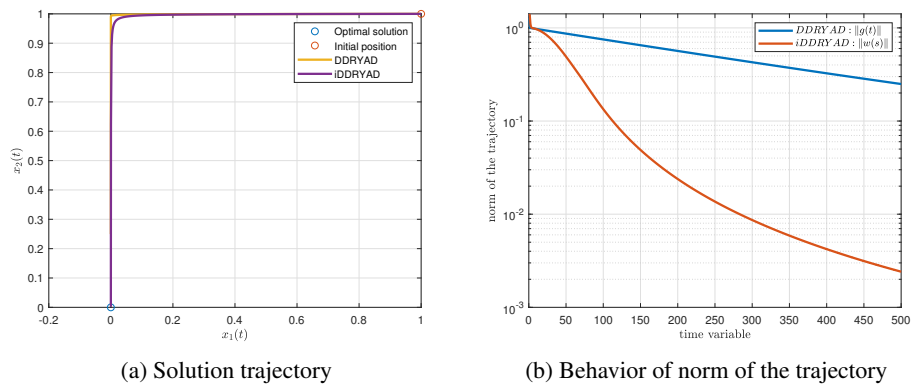 1
0.9
0.8
0.7
0.6
0.5
0.4
0.3
0.2
0.1
0
x₂(t)
-0.2 0 0.2 0.4 0.6 0.8 1
x₁(t)
Optimal solution
Initial position
DDRYAD
iDDRYAD
(a) Solution trajectory
10⁰
10⁻¹
10⁻²
10⁻³
norm of the trajectory
0 50 100 150 200 250 300 350 400 450 500
time variable
DDRYAD : ‖g(t)‖
iDDRYAD : ‖w(s)‖
(b) Behavior of norm of the trajectory